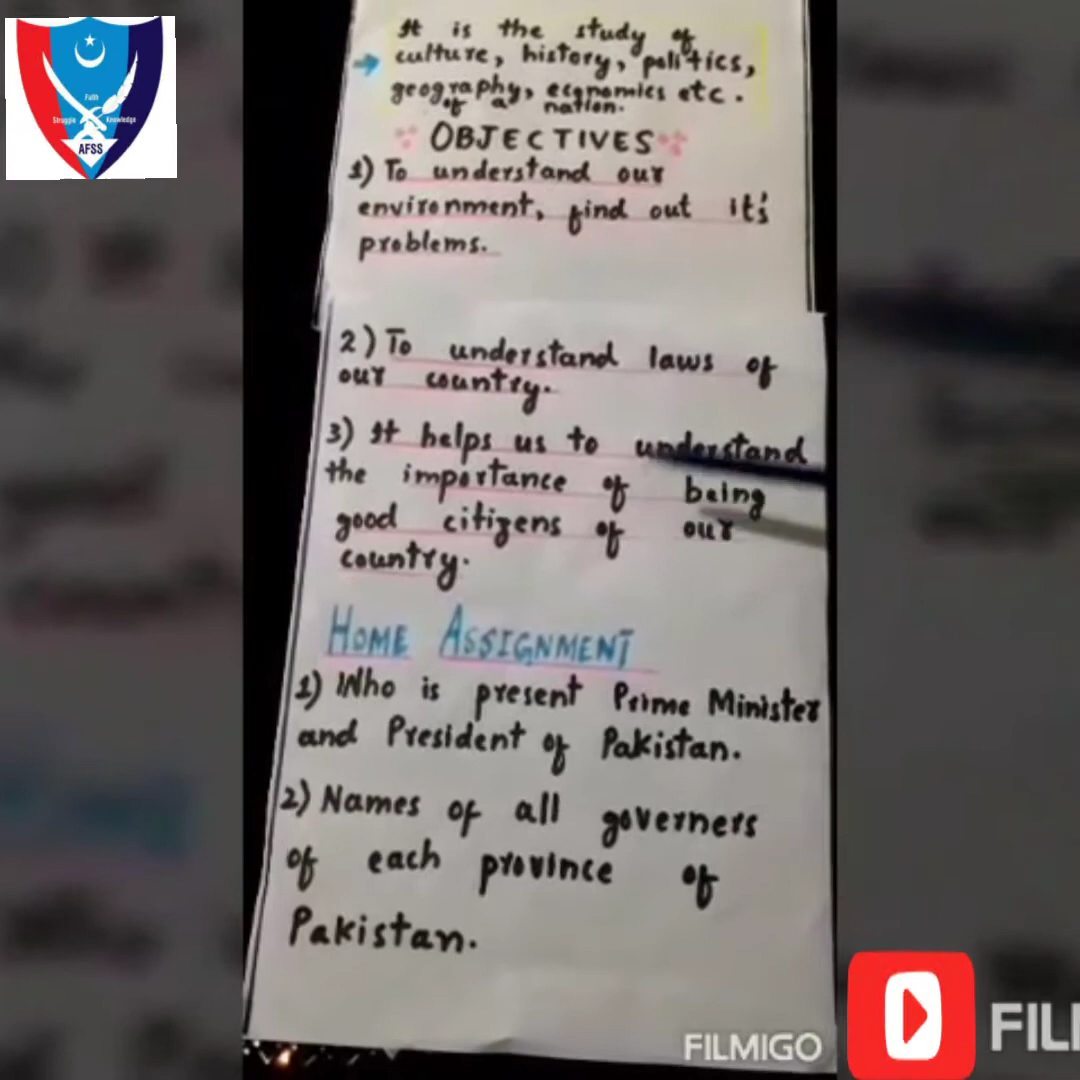 Faith
Struggle Knowledge
AFSS
It is the study of
culture, history, politics,
geography, economics etc.
of a nation.
OBJECTIVES
1) To understand our
environment, find out it's
problems.
2) To understand laws of
our country.
3) It helps us to understand
the importance of being
good citizens of our
country.
HOME ASSIGNMENT
1) Who is present Prime Minister
and President of Pakistan.
2) Names of all governers
of each province of
Pakistan.
FILMIGO
FIL